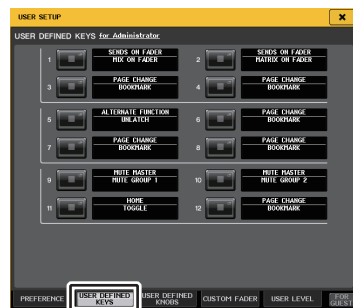 USER SETUP
USER DEFINED KEYS for Administrator
1 SENDS ON FADER
MIX ON FADER
2 SENDS ON FADER
MATRIX ON FADER
3 PAGE CHANGE
BOOKMARK
4 PAGE CHANGE
BOOKMARK
5 ALTERNATE FUNCTION
UNLATCH
6 PAGE CHANGE
BOOKMARK
7 PAGE CHANGE
BOOKMARK
8 PAGE CHANGE
BOOKMARK
9 MUTE MASTER
MUTE GROUP 1
10 MUTE MASTER
MUTE GROUP 2
11 HOME
TOGGLE
12 PAGE CHANGE
BOOKMARK
PREFERENCE
USER DEFINED
KEYS
USER DEFINED
KNOBS
CUSTOM FADER
USER LEVEL
FOR
GUEST